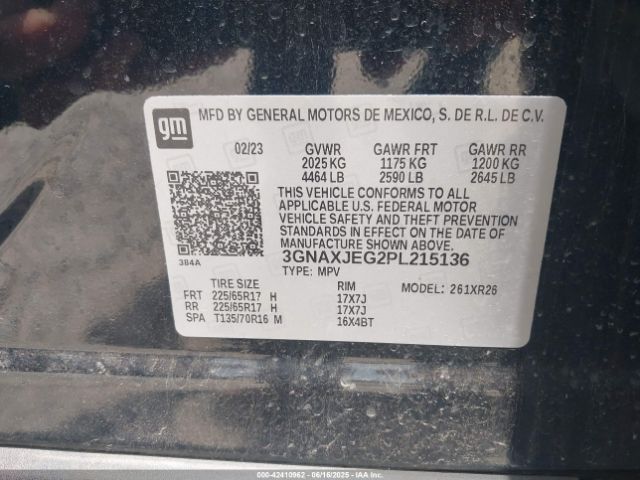 gm
MFD BY GENERAL MOTORS DE MEXICO, S. DE R.L. DE C.V.
02/23 GVWR GAWR FRT GAWR RR
2025 KG 1175 KG 1200 KG
4464 LB 2590 LB 2645 LB
THIS VEHICLE CONFORMS TO ALL
APPLICABLE U.S. FEDERAL MOTOR
VEHICLE SAFETY AND THEFT PREVENTION
STANDARDS IN EFFECT ON THE DATE OF
MANUFACTURE SHOWN ABOVE.
384A 3GNAXJEG2PL215136
TYPE: MPV
TIRE SIZE RIM MODEL: 261XR26
FRT 225/65R17 H 17X7J
RR 225/65R17 H 17X7J
SPA T135/70R16 M 16X4BT
000-42410962 06/16/2025 IAA Inc.